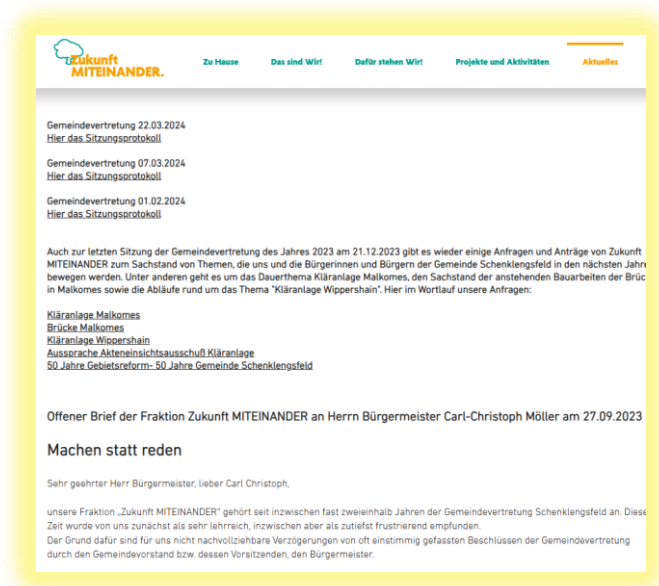 Zukunft
MITEINANDER.
Zu Hause Das sind Wir! Dafür stehen Wir! Projekte und Aktivitäten Aktuelles
Gemeindevertretung 22.03.2024
Hier das Sitzungsprotokoll
Gemeindevertretung 07.03.2024
Hier das Sitzungsprotokoll
Gemeindevertretung 01.02.2024
Hier das Sitzungsprotokoll
Auch zur letzten Sitzung der Gemeindevertretung des Jahres 2023 am 21.12.2023 gibt es wieder einige Anfragen und Anträge von Zukunft
MITEINANDER zum Sachstand von Themen, die uns und die Bürgerinnen und Bürgern der Gemeinde Schenklengsfeld in den nächsten Jahre
bewegen werden. Unter anderen geht es um das Dauerthema Kläranlage Malkomes, den Sachstand der anstehenden Bauarbeiten der Brüc
in Malkomes sowie die Abläufe rund um das Thema "Kläranlage Wippershain". Hier im Wortlauf unsere Anfragen:
Kläranlage Malkomes
Brücke Malkomes
Kläranlage Wippershain
Aussprache Akteneinsichtsausschuß Kläranlage
50 Jahre Gebietsreform- 50 Jahre Gemeinde Schenklengsfeld
Offener Brief der Fraktion Zukunft MITEINANDER an Herrn Bürgermeister Carl-Christoph Möller am 27.09.2023
Machen statt reden
Sehr geehrter Herr Bürgermeister, lieber Carl Christoph,
unsere Fraktion „Zukunft MITEINANDER" gehört seit inzwischen fast zweieinhalb Jahren der Gemeindevertretung Schenklengsfeld an. Diese
Zeit wurde von uns zunächst als sehr lehrreich, inzwischen aber als zutiefst frustrierend empfunden.
Der Grund dafür sind für uns nicht nachvollziehbare Verzögerungen von oft einstimmig gefassten Beschlüssen der Gemeindevertretung
durch den Gemeindevorstand bzw. dessen Vorsitzenden, den Bürgermeister.